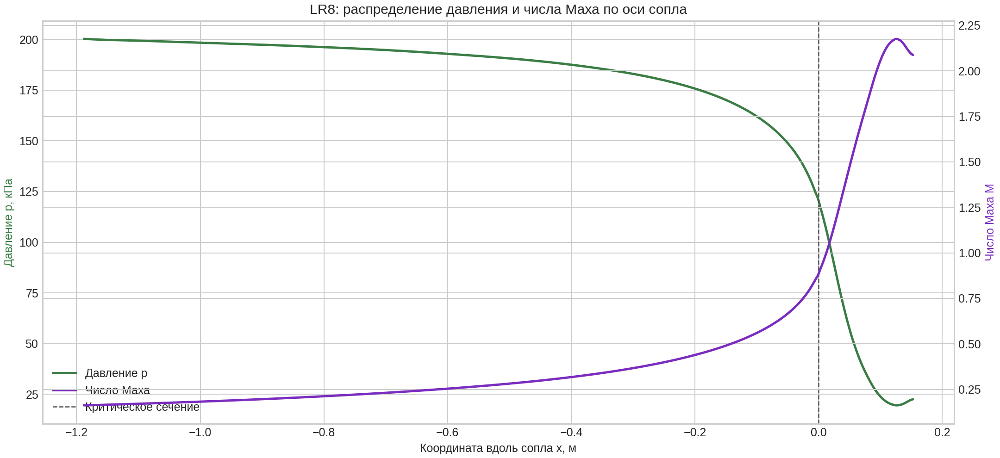 LR8: распределение давления и числа Маха по оси сопла
Давление p, кПа
200
175
150
125
100
75
50
25
2.25
2.00
1.75
1.50
1.25
1.00
0.75
0.50
0.25
Число Маха M
Давление p
Число Маха
Критическое сечение
−1.2 −1.0 −0.8 −0.6 −0.4 −0.2 0.0 0.2
Координата вдоль сопла x, м